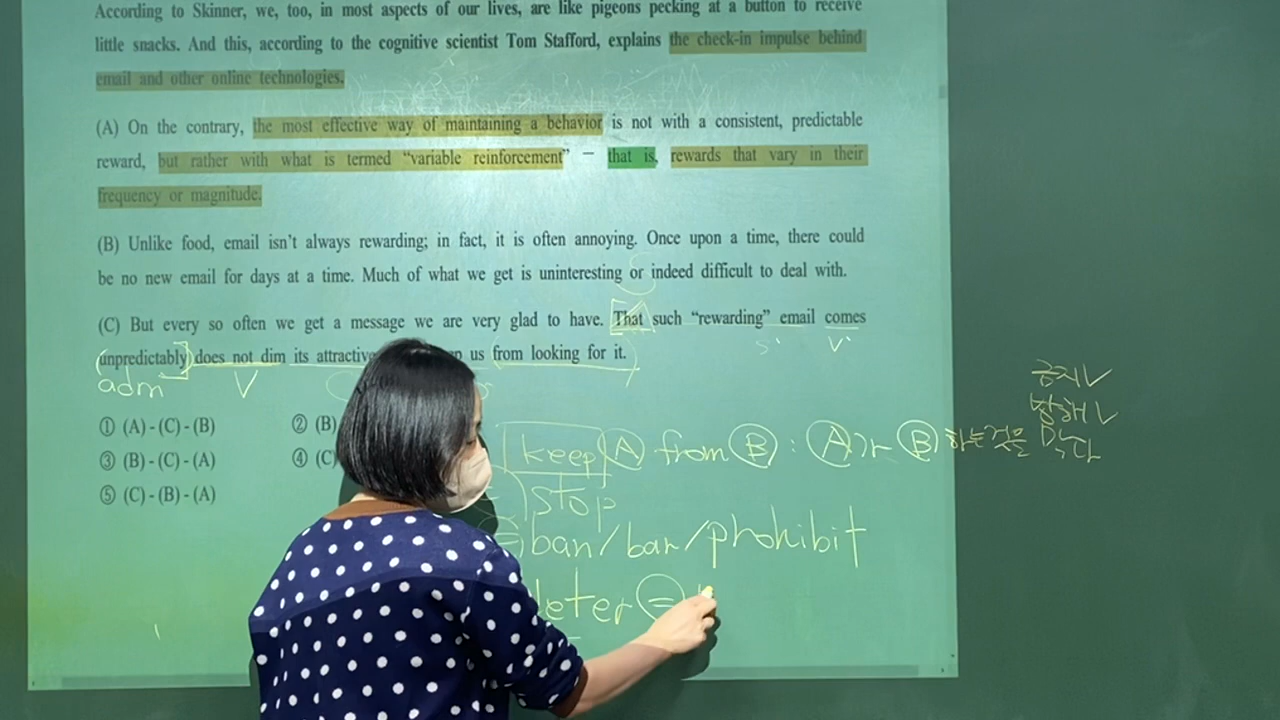 According to Skinner, we, too, in most aspects of our lives, are like pigeons pecking at a button to receive
little snacks. And this, according to the cognitive scientist Tom Stafford, explains the check-in impulse behind
email and other online technologies.
(A) On the contrary, the most effective way of maintaining a behavior is not with a consistent, predictable
reward, but rather with what is termed “variable reinforcement” − that is, rewards that vary in their
frequency or magnitude.
(B) Unlike food, email isn’t always rewarding; in fact, it is often annoying. Once upon a time, there could
be no new email for days at a time. Much of what we get is uninteresting or indeed difficult to deal with.
(C) But every so often we get a message we are very glad to have. That such “rewarding” email comes
unpredictably does not dim its us from looking for it.
S' V'
adm V
① (A) - (C) - (B) ② (B)
③ (B) - (C) - (A) ④ (C)
⑤ (C) - (B) - (A)
금지 ✓
방해 ✓
keep Ⓐ from Ⓑ : Ⓐ가 Ⓑ 하는 것을 막다
stop
= ban / bar / prohibit
deter =